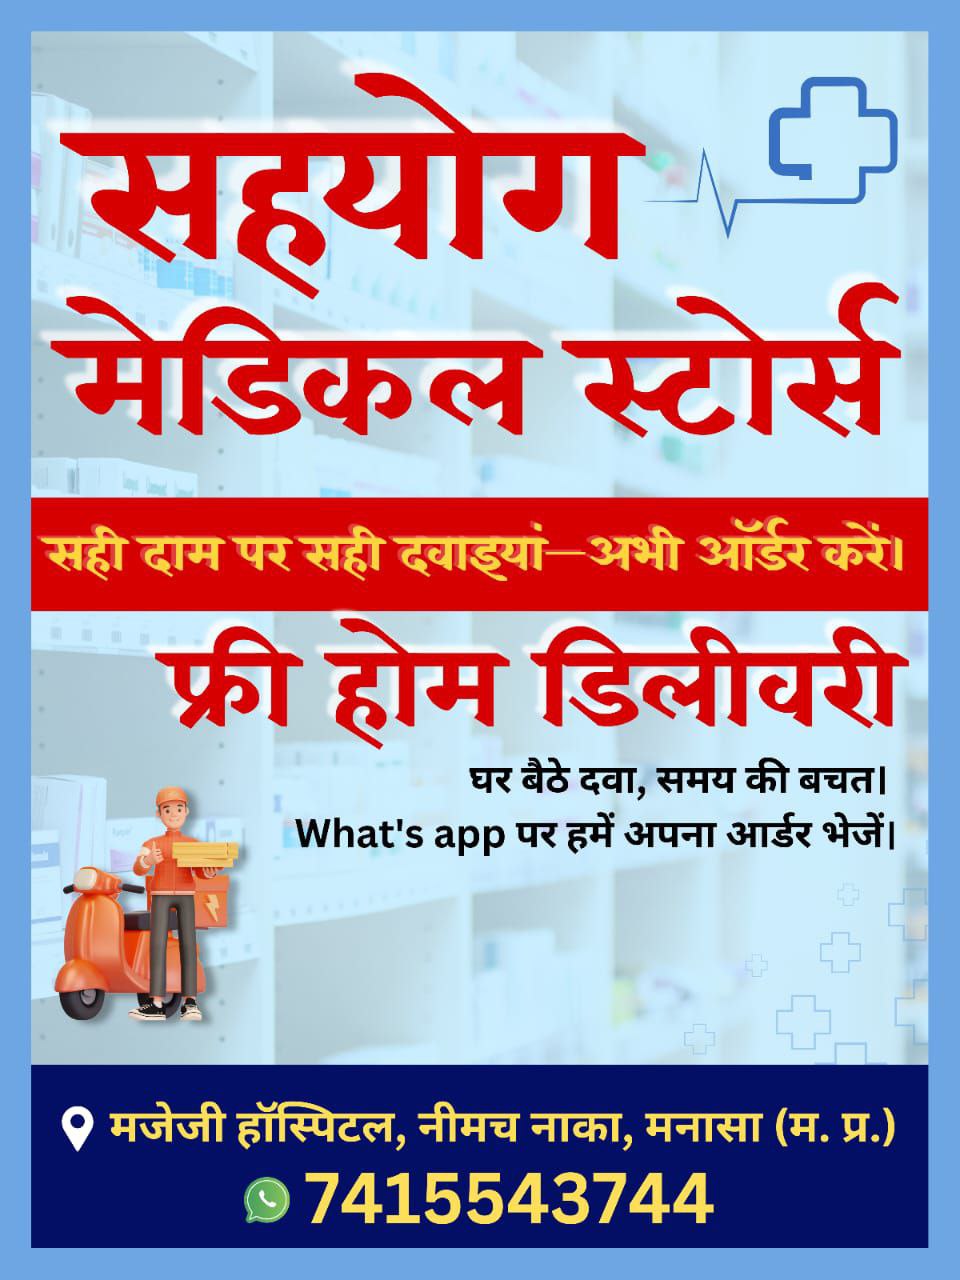 सहयोग
मेडिकल स्टोर्स
सही दाम पर सही दवाइयां—अभी ऑर्डर करें।
फ्री होम डिलीवरी
घर बैठे दवा, समय की बचत।
What's app पर हमें अपना आर्डर भेजें।
मजेजी हॉस्पिटल, नीमच नाका, मनासा (म. प्र.)
7415543744